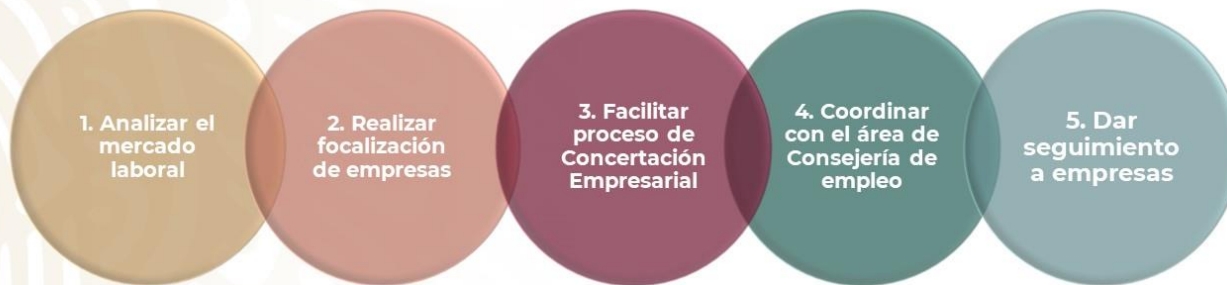 1. Analizar el
mercado
laboral
2. Realizar
focalización
de empresas
3. Facilitar
proceso de
Concertación
Empresarial
4. Coordinar
con el área de
Consejería de
empleo
5. Dar
seguimiento
a empresas